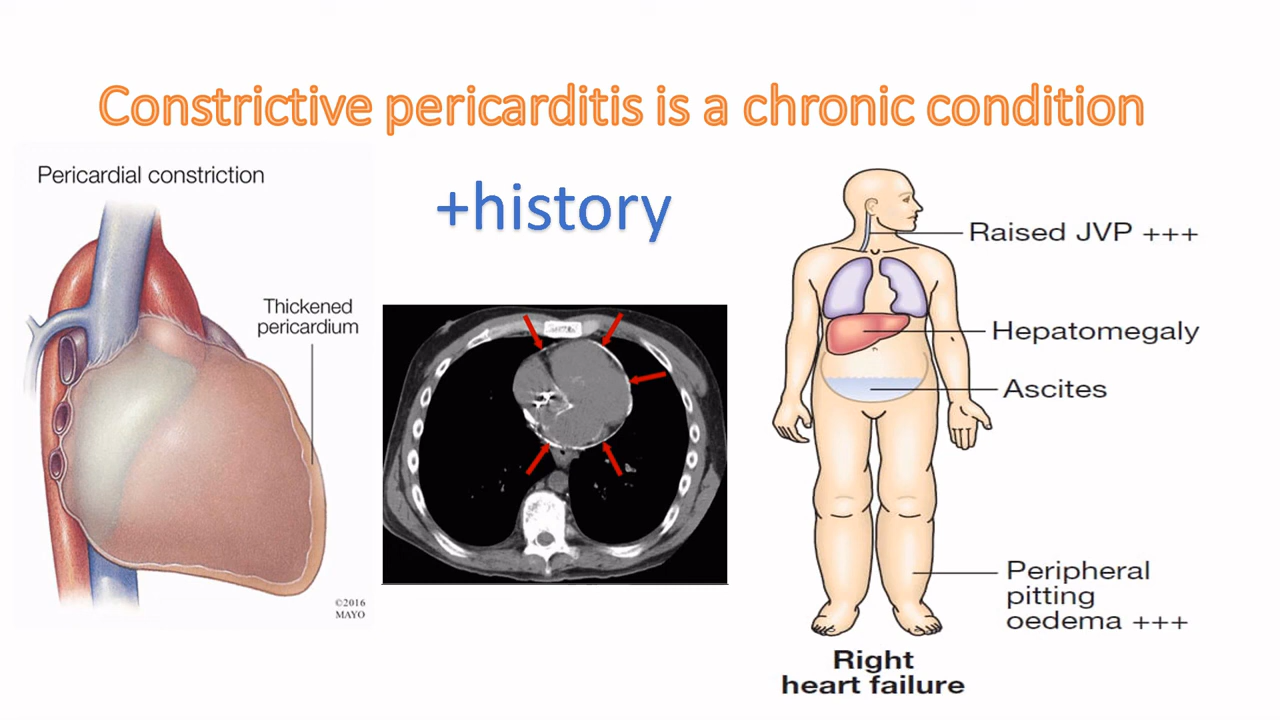 Constrictive pericarditis is a chronic condition
Pericardial constriction
+history
Thickened
pericardium
©2016
MAYO
Raised JVP +++
Hepatomegaly
Ascites
Peripheral
pitting
oedema +++
Right
heart failure